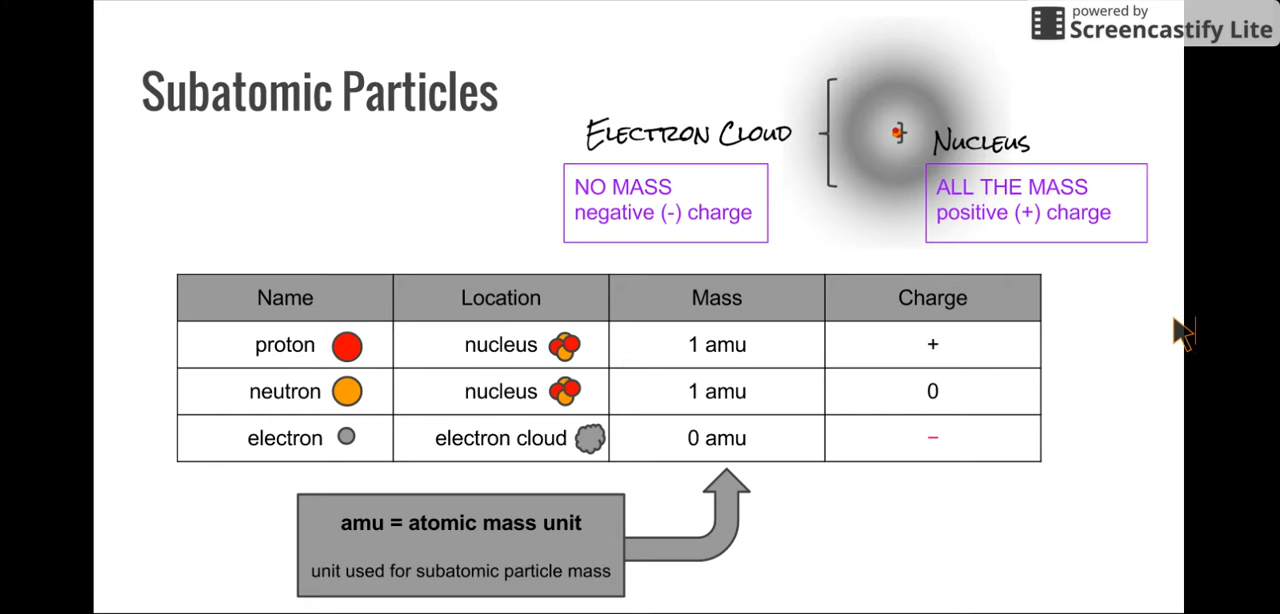 powered by
Screencastify Lite
Subatomic Particles
Electron Cloud
Nucleus
NO MASS
negative (-) charge
ALL THE MASS
positive (+) charge
Name Location Mass Charge
proton nucleus 1 amu +
neutron nucleus 1 amu 0
electron electron cloud 0 amu –
amu = atomic mass unit
unit used for subatomic particle mass